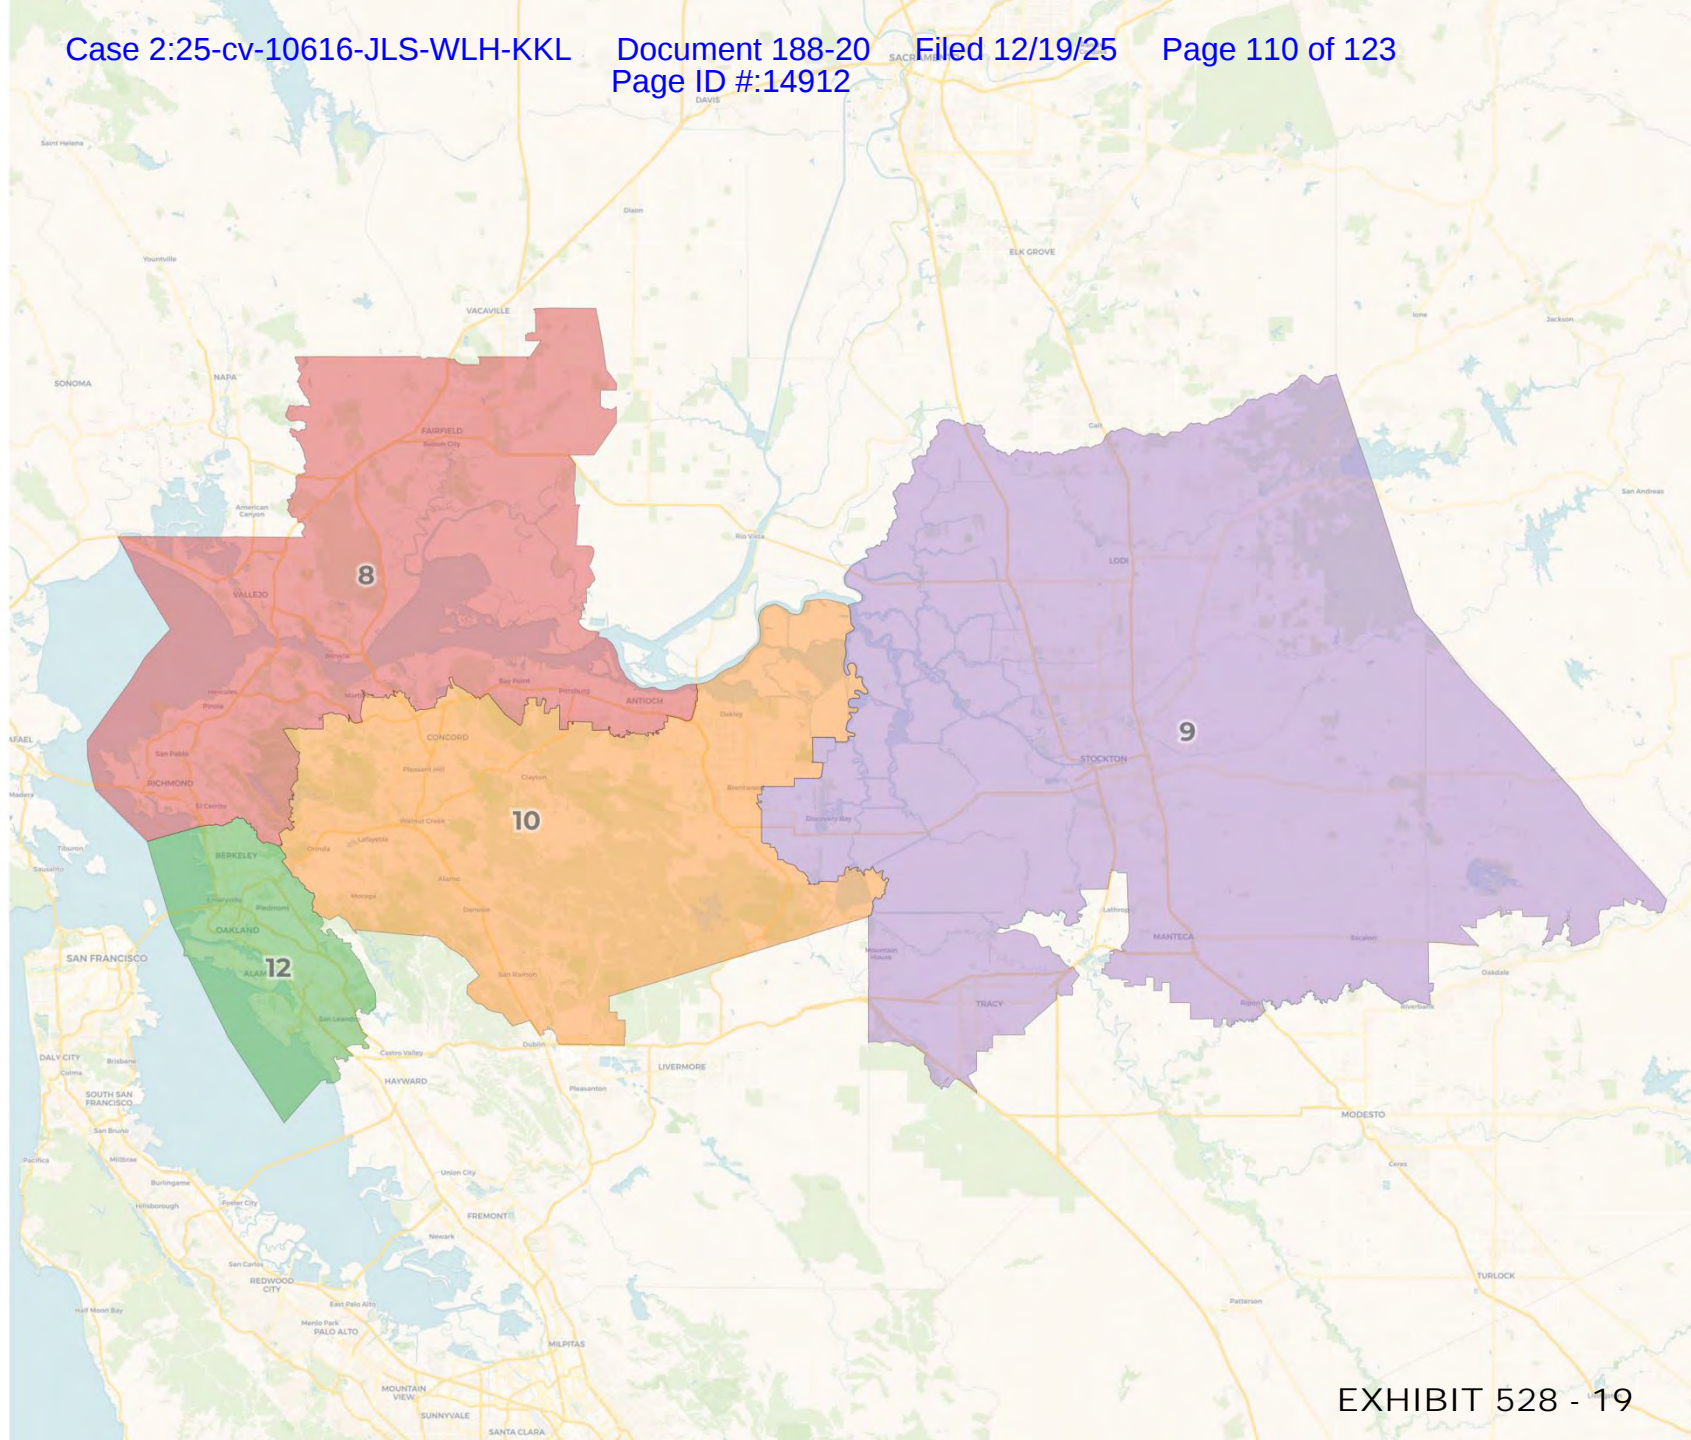 Case 2:25-cv-10616-JLS-WLH-KKL Document 188-20 Filed 12/19/25 Page 110 of 123
Page ID #:14912
SACRAMENTO
DAVIS
Saint Helena
Dixon
Yountville
ELK GROVE
VACAVILLE
Ione
Jackson
SONOMA
NAPA
FAIRFIELD
Suisun City
Galt
San Andreas
American
Canyon
Rio Vista
LODI
8
VALLEJO
Benicia
Bay Point
Pittsburg
ANTIOCH
Hercules
Pinole
Oakley
9
CONCORD
San Pablo
STOCKTON
Pleasant Hill
Clayton
RICHMOND
Brentwood
El Cerrito
10
Walnut Creek
Discovery Bay
Lafayette
Orinda
Tiburon
BERKELEY
Sausalito
Alamo
Moraga
Emeryville
Piedmont
Danville
Lathrop
OAKLAND
MANTECA
Escalon
SAN FRANCISCO
Mountain
House
12
ALAM
San Ramon
Oakdale
TRACY
Ripon
Riverbank
San Leandro
Dublin
Castro Valley
DALY CITY
Brisbane
Colma
LIVERMORE
HAYWARD
Pleasanton
SOUTH SAN
FRANCISCO
MODESTO
San Bruno
Pacifica
Millbrae
Ceres
Union City
Burlingame
Hillsborough
Foster City
FREMONT
Newark
San Carlos
REDWOOD
CITY
TURLOCK
Patterson
East Palo Alto
Half Moon Bay
Menlo Park
PALO ALTO
MILPITAS
MOUNTAIN
VIEW
EXHIBIT 528 - 19
SUNNYVALE
SANTA CLARA